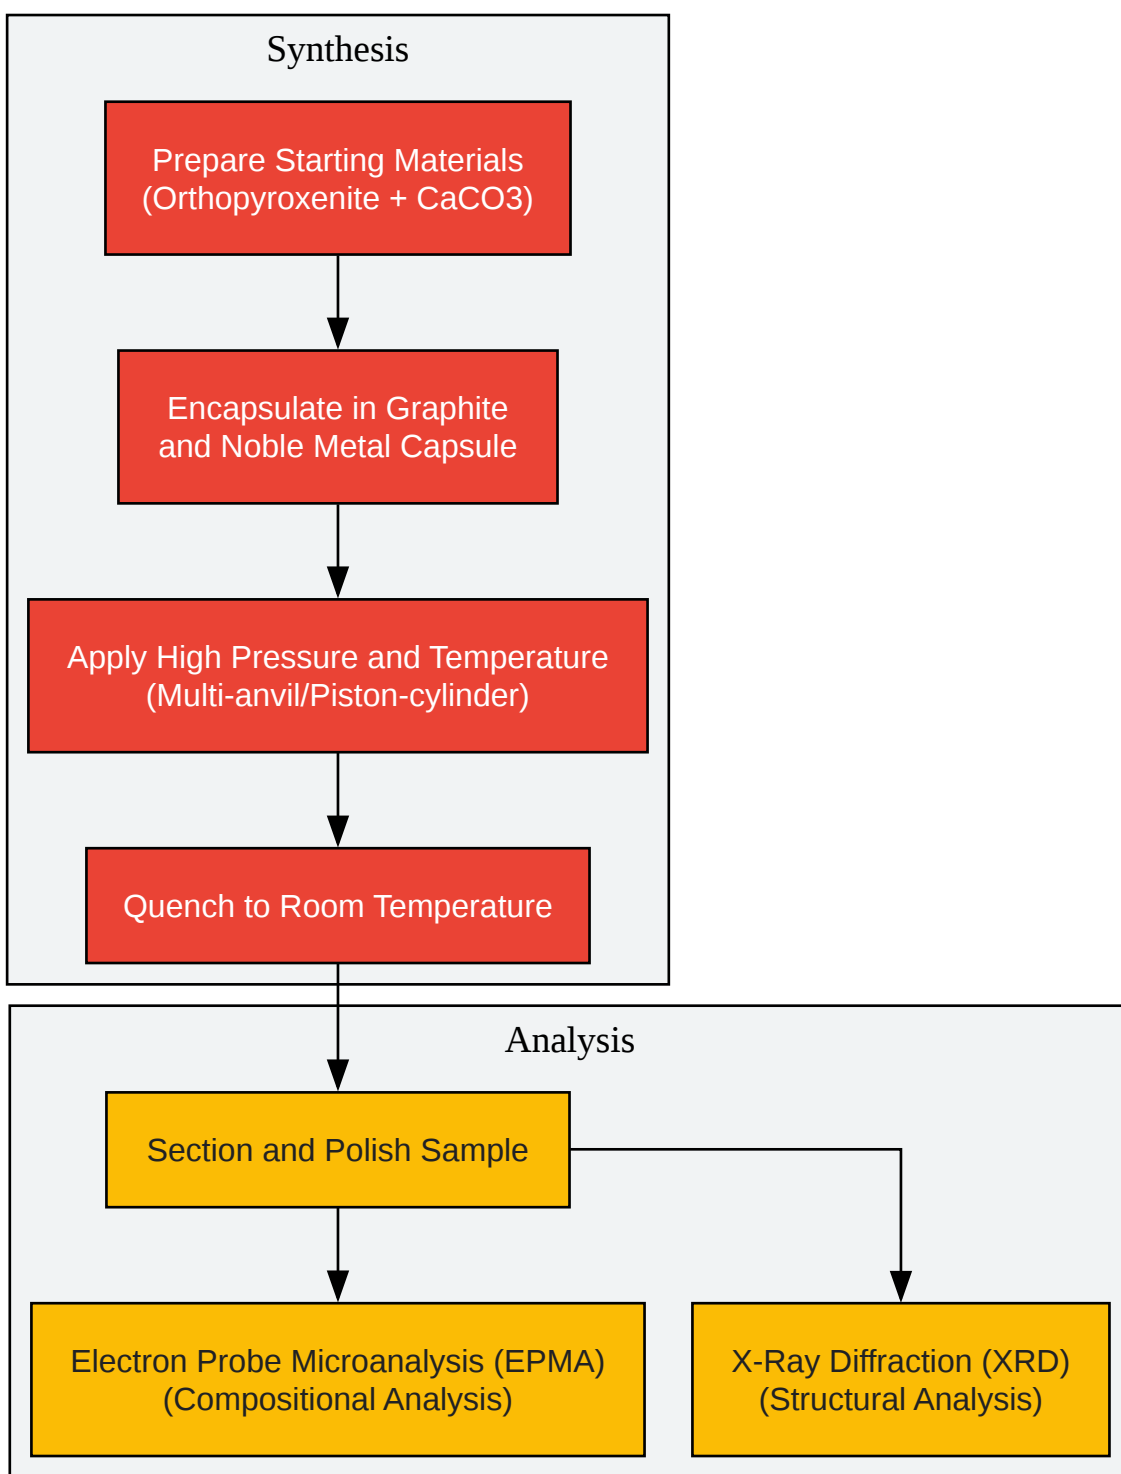 Synthesis
Prepare Starting Materials
(Orthopyroxenite + CaCO3)
Encapsulate in Graphite
and Noble Metal Capsule
Apply High Pressure and Temperature
(Multi-anvil/Piston-cylinder)
Quench to Room Temperature
Analysis
Section and Polish Sample
Electron Probe Microanalysis (EPMA)
(Compositional Analysis)
X-Ray Diffraction (XRD)
(Structural Analysis)